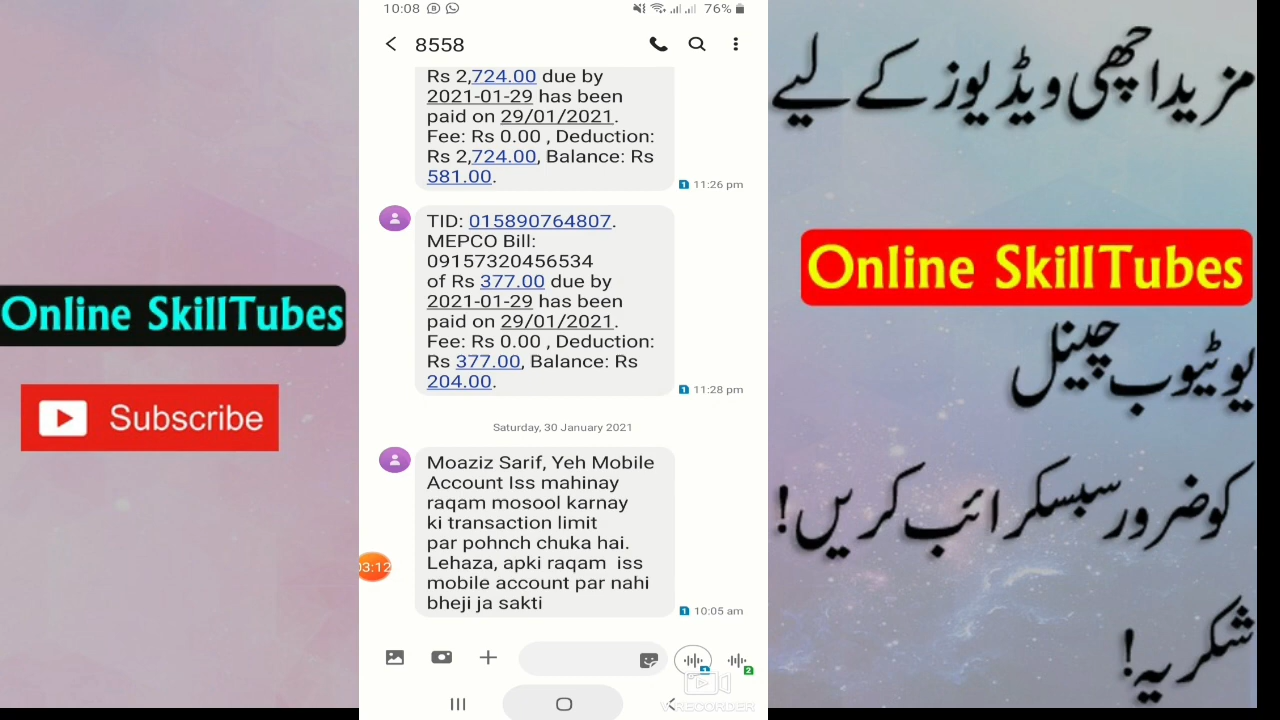 Online SkillTubes
Subscribe
10:08
76%
8558
Rs 2,724.00 due by
2021-01-29 has been
paid on 29/01/2021.
Fee: Rs 0.00 , Deduction:
Rs 2,724.00, Balance: Rs
581.00.
1 11:26 pm
TID: 015890764807.
MEPCO Bill:
09157320456534
of Rs 377.00 due by
2021-01-29 has been
paid on 29/01/2021.
Fee: Rs 0.00 , Deduction:
Rs 377.00, Balance: Rs
204.00.
1 11:28 pm
Saturday, 30 January 2021
Moaziz Sarif, Yeh Mobile
Account Iss mahinay
raqam mosool karnay
ki transaction limit
par pohnch chuka hai.
Lehaza, apki raqam  iss
mobile account par nahi
bheji ja sakti
1 10:05 am
03:12
1
2
V RECORDER
مزید اچھی ویڈیوز کے لیے
Online SkillTubes
یوٹیوب چینل
کو ضرور سبسکرائب کریں!
شکریہ!